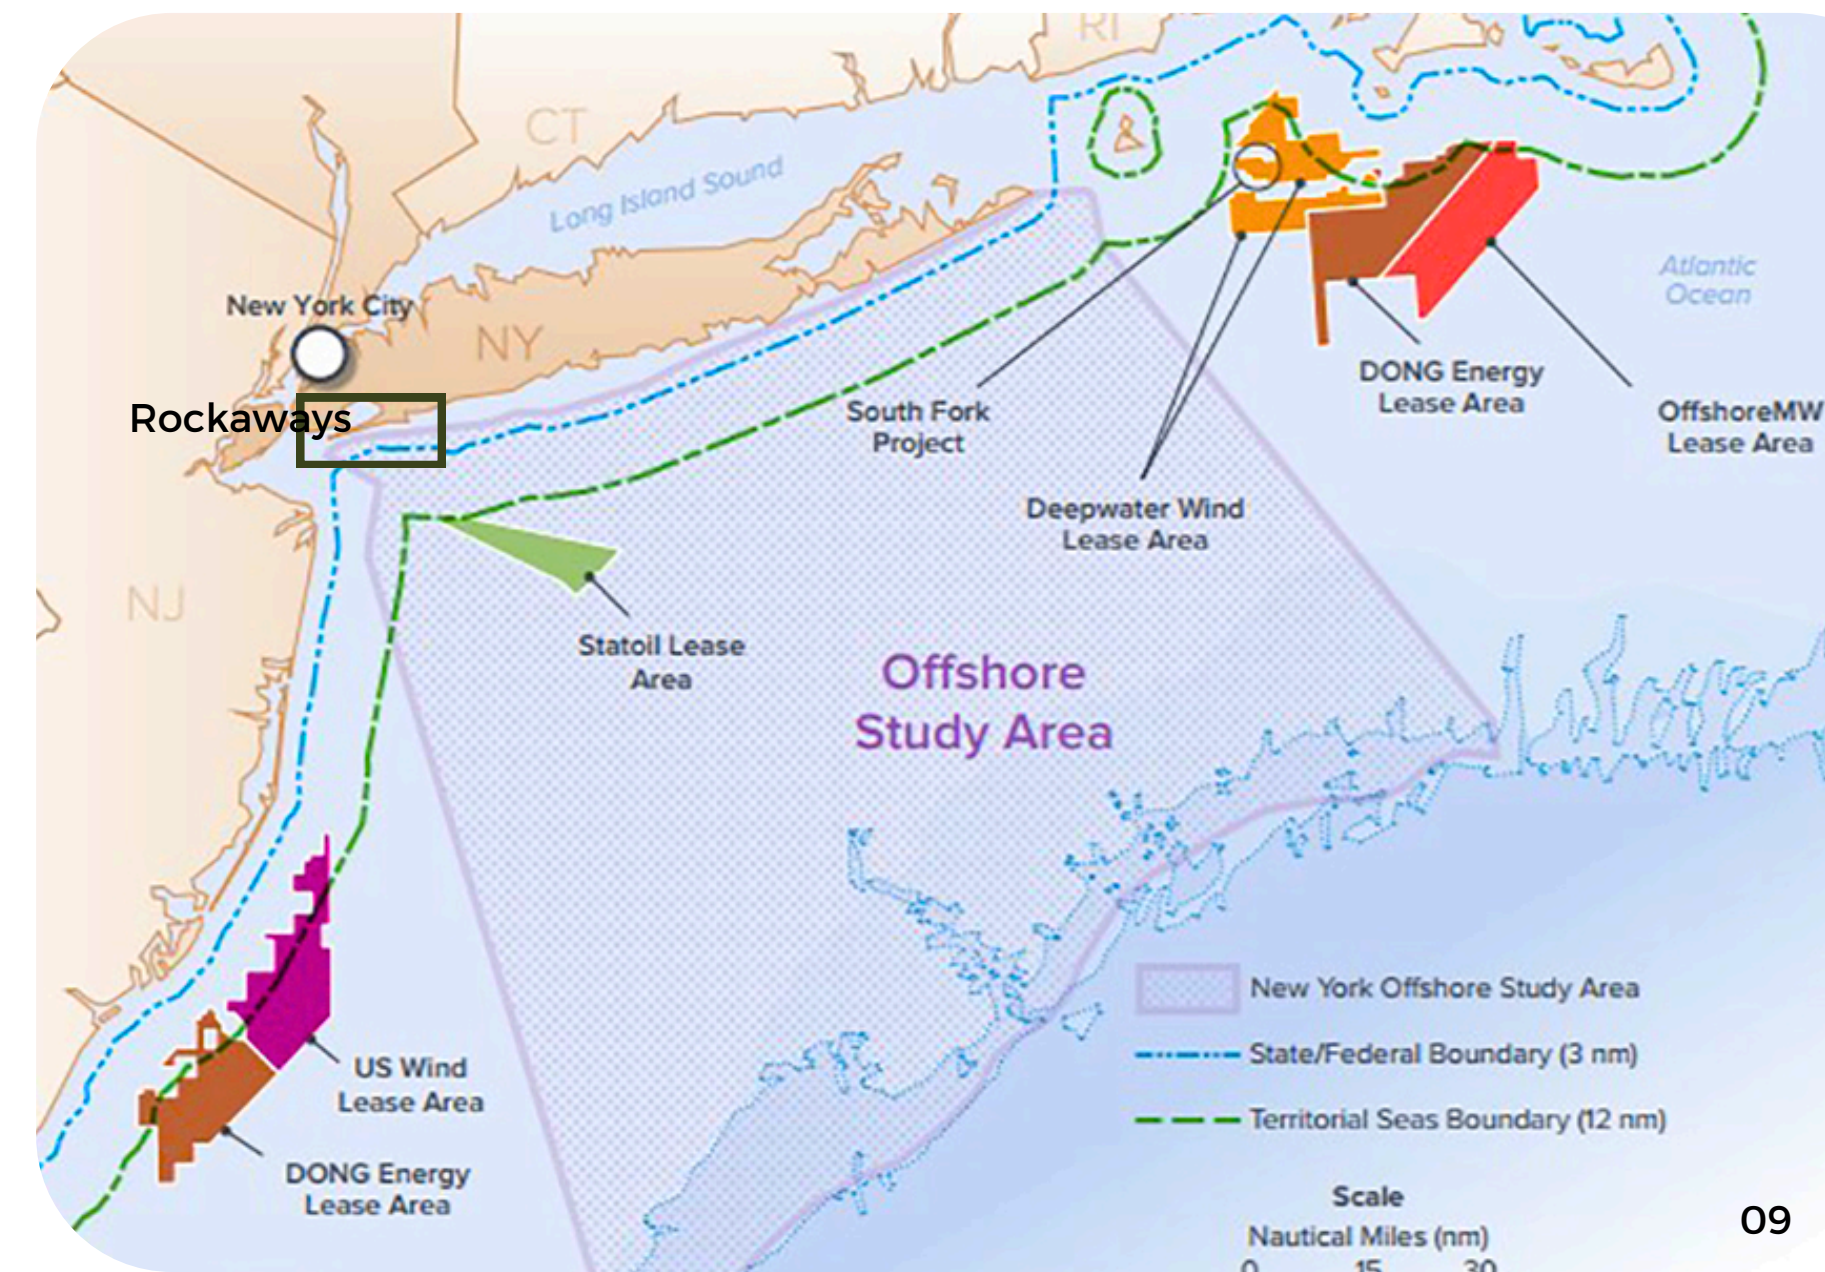 RI
CT
Long Island Sound
New York City
NY
Rockaways
NJ
Atlantic
Ocean
South Fork
Project
DONG Energy
Lease Area
OffshoreMW
Lease Area
Deepwater Wind
Lease Area
Statoil Lease
Area
Offshore
Study Area
US Wind
Lease Area
DONG Energy
Lease Area
New York Offshore Study Area
State/Federal Boundary (3 nm)
Territorial Seas Boundary (12 nm)
Scale
Nautical Miles (nm)
0 15 30
09